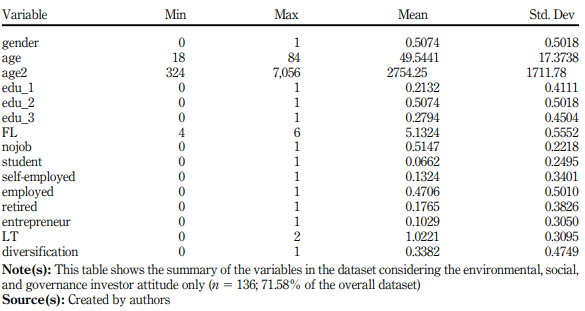 Variable Min Max Mean Std. Dev
gender 0 1 0.5074 0.5018
age 18 84 49.5441 17.3738
age2 324 7,056 2754.25 1711.78
edu_1 0 1 0.2132 0.4111
edu_2 0 1 0.5074 0.5018
edu_3 0 1 0.2794 0.4504
FL 4 6 5.1324 0.5552
nojob 0 1 0.5147 0.2218
student 0 1 0.0662 0.2495
self-employed 0 1 0.1324 0.3401
employed 0 1 0.4706 0.5010
retired 0 1 0.1765 0.3826
entrepreneur 0 1 0.1029 0.3050
LT 0 2 1.0221 0.3095
diversification 0 1 0.3382 0.4749
Note(s): This table shows the summary of the variables in the dataset considering the environmental, social,
and governance investor attitude only (n = 136; 71.58% of the overall dataset)
Source(s): Created by authors